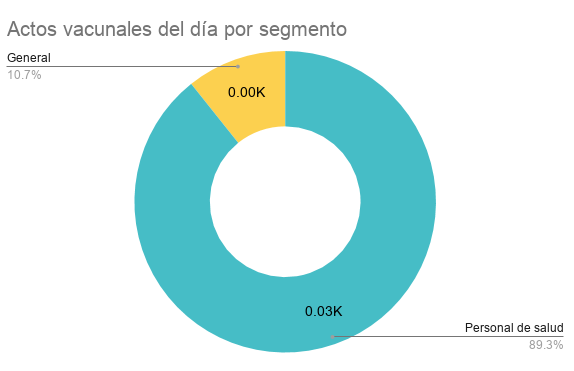 Actos vacunales del día por segmento
General
10.7%
0.00K
0.03K
Personal de salud
89.3%